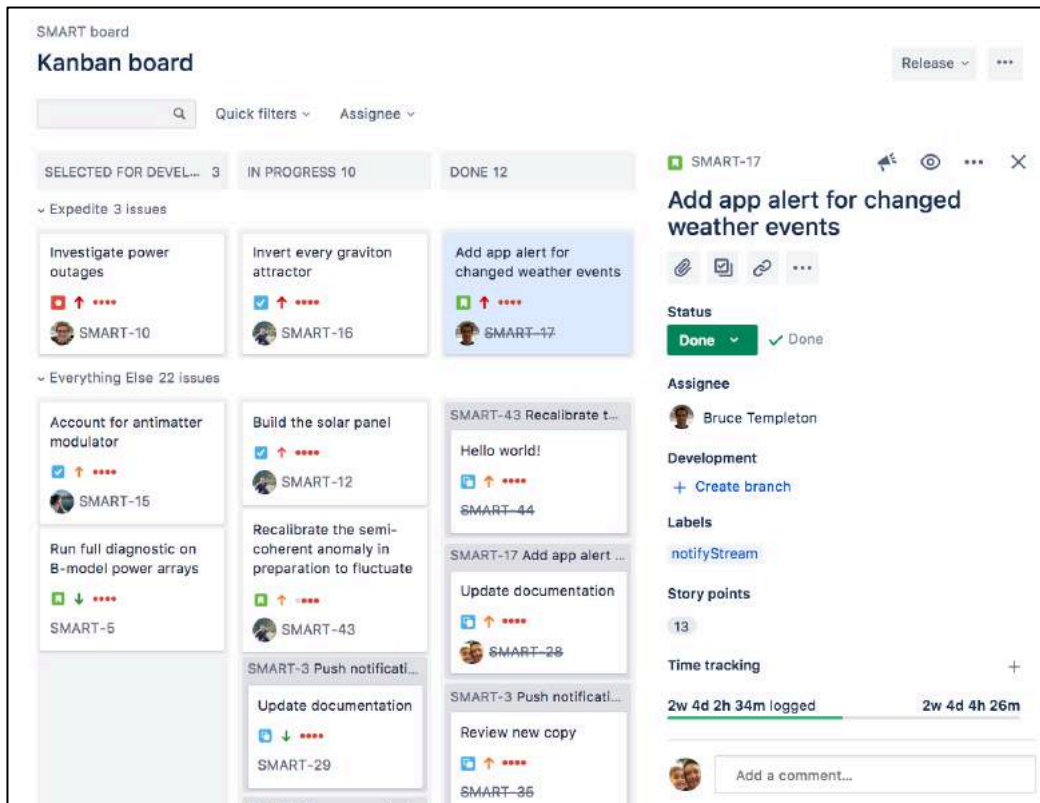 SMART board
Kanban board
Release
Quick filters
Assignee
SELECTED FOR DEVEL... 3
IN PROGRESS 10
DONE 12
Expedite 3 issues
Investigate power
outages
SMART-10
Invert every graviton
attractor
SMART-16
Add app alert for
changed weather events
SMART-17
Everything Else 22 issues
Account for antimatter
modulator
SMART-15
Run full diagnostic on
B-model power arrays
SMART-5
Build the solar panel
SMART-12
Recalibrate the semi-
coherent anomaly in
preparation to fluctuate
SMART-43
SMART-3 Push notificati...
Update documentation
SMART-29
SMART-43 Recalibrate t...
Hello world!
SMART-44
SMART-17 Add app alert ...
Update documentation
SMART-28
SMART-3 Push notificati...
Review new copy
SMART-35
SMART-17
Add app alert for changed
weather events
Status
Done
Done
Assignee
Bruce Templeton
Development
+ Create branch
Labels
notifyStream
Story points
13
Time tracking
2w 4d 2h 34m logged
2w 4d 4h 26m
Add a comment...